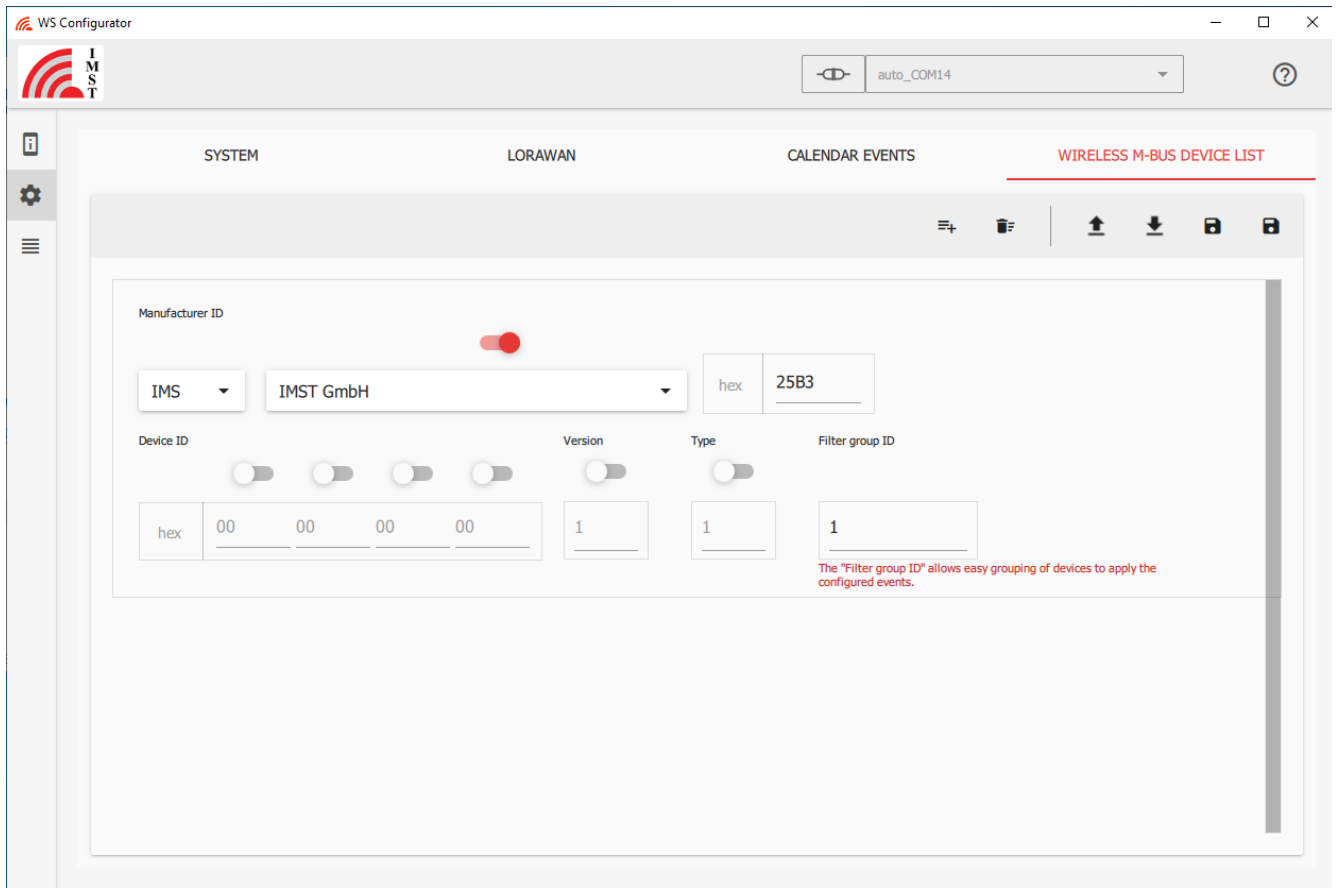 WS Configurator
I
M
S
T
auto_COM14
SYSTEM LORAWAN CALENDAR EVENTS WIRELESS M-BUS DEVICE LIST
Manufacturer ID
IMS IMST GmbH hex 25B3
Device ID Version Type Filter group ID
hex 00 00 00 00 1 1 1
The "Filter group ID" allows easy grouping of devices to apply the
configured events.